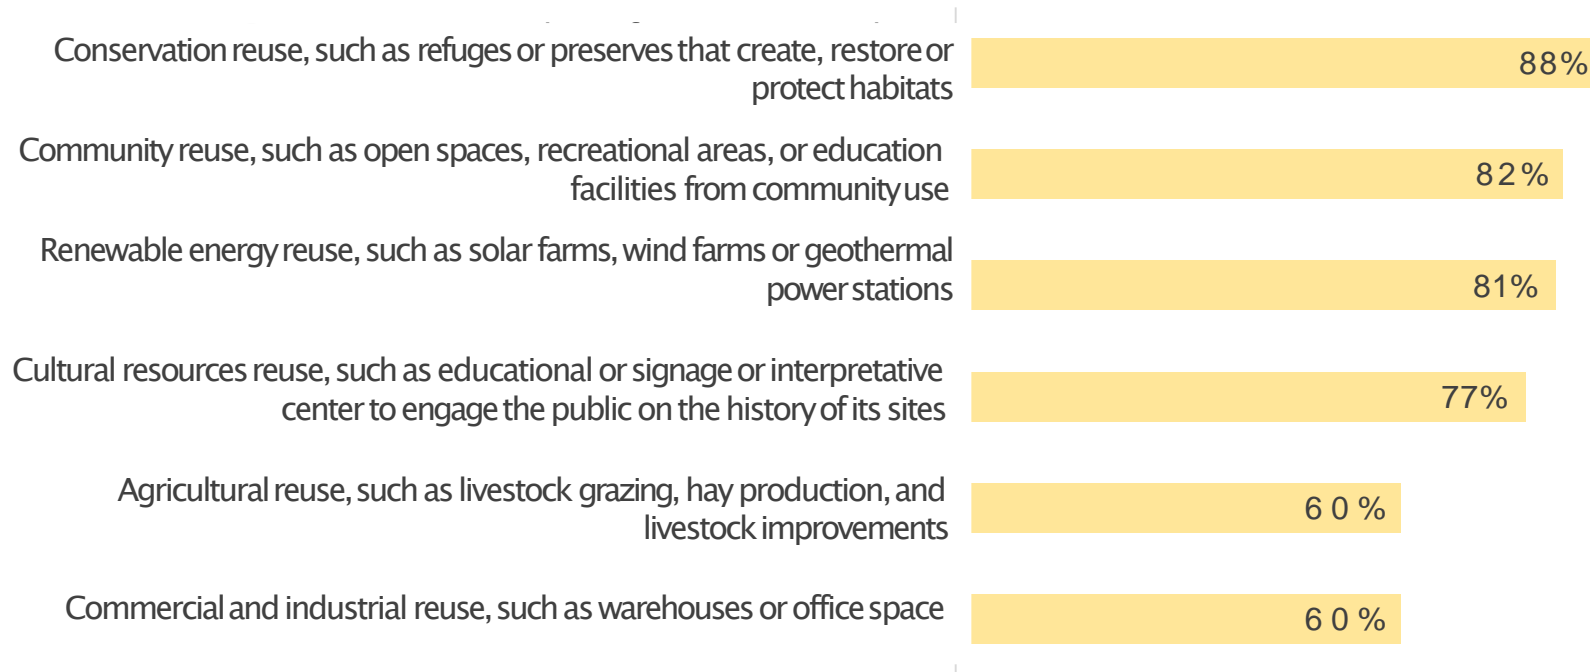 Conservation reuse, such as refuges or preserves that create, restore or
protect habitats
88%
Community reuse, such as open spaces, recreational areas, or education
facilities from community use
82%
Renewable energy reuse, such as solar farms, wind farms or geothermal
power stations
81%
Cultural resources reuse, such as educational or signage or interpretative
center to engage the public on the history of its sites
77%
Agricultural reuse, such as livestock grazing, hay production, and
livestock improvements
60%
Commercial and industrial reuse, such as warehouses or office space
60%